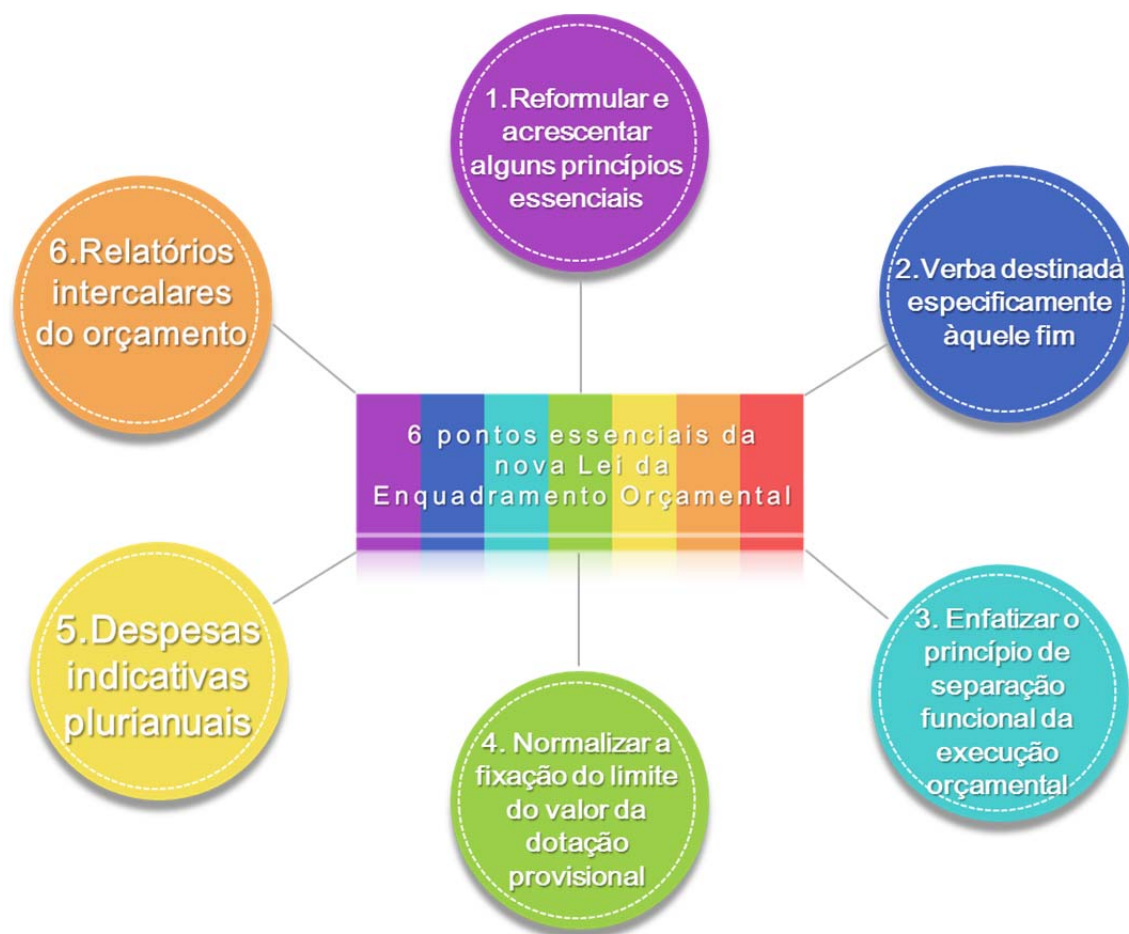 1.Reformular e
acrescentar
alguns princípios
essenciais
2.Verba destinada
especificamente
àquele fim
3. Enfatizar o
princípio de
separação
funcional da
execução
orçamental
4. Normalizar a
fixação do limite
do valor da
dotação
provisional
5.Despesas
indicativas
plurianuais
6.Relatórios
intercalares
do orçamento
6 pontos essenciais da
nova Lei da
Enquadramento Orçamental